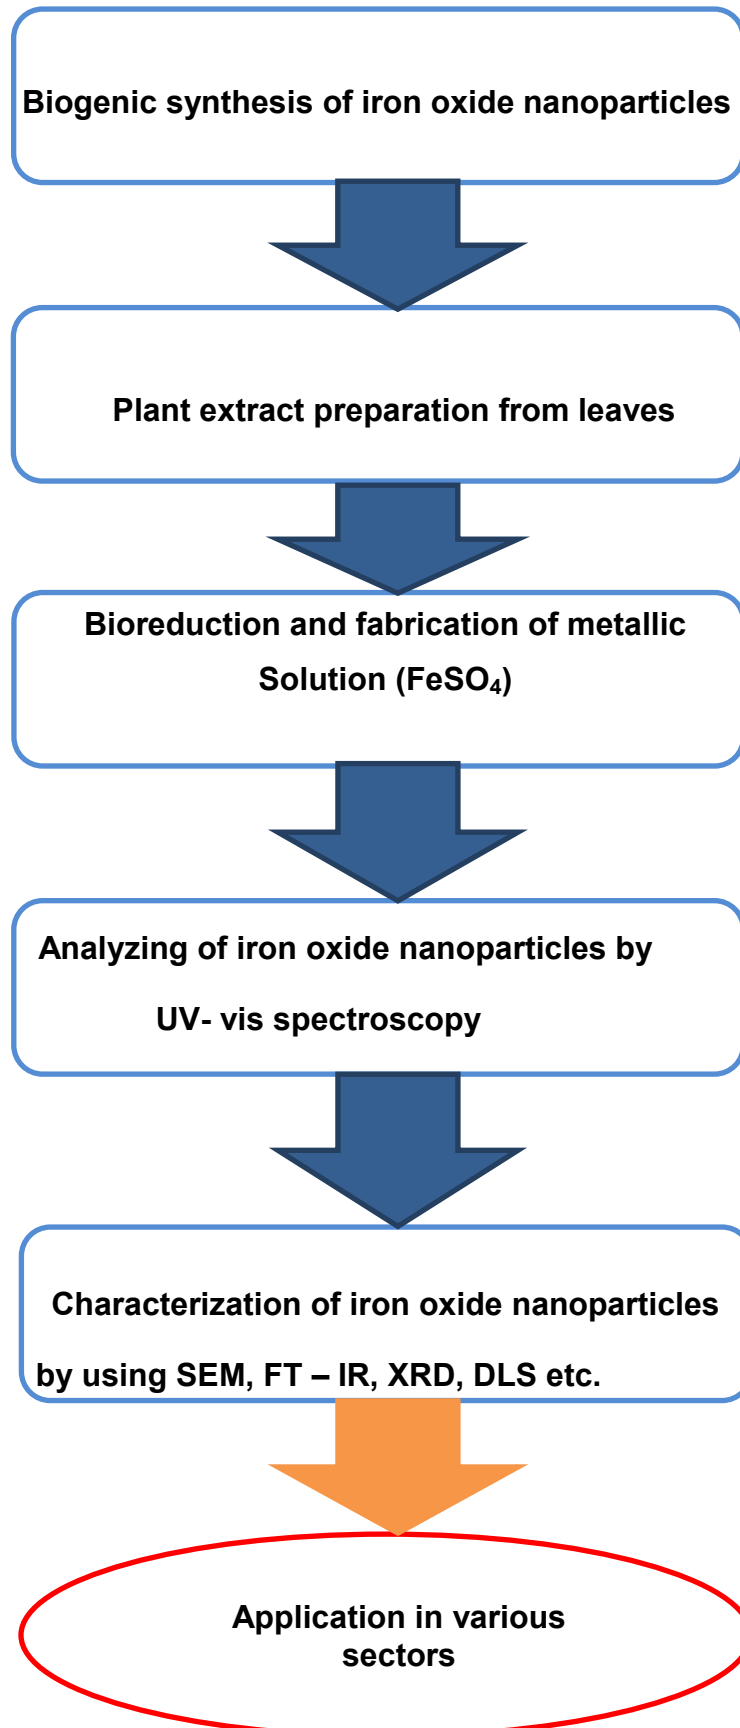 Biogenic synthesis of iron oxide nanoparticles
Plant extract preparation from leaves
Bioreduction and fabrication of metallic
Solution (FeSO₄)
Analyzing of iron oxide nanoparticles by
UV- vis spectroscopy
Characterization of iron oxide nanoparticles
by using SEM, FT – IR, XRD, DLS etc.
Application in various
sectors